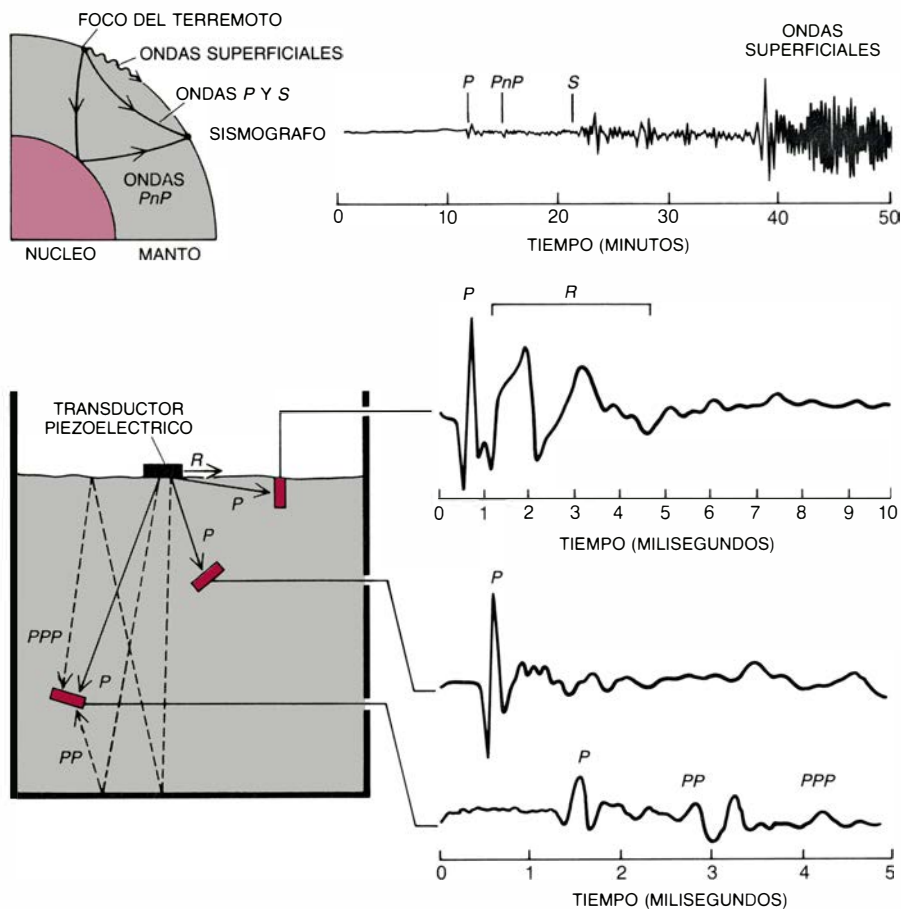 FOCO DEL TERREMOTO
ONDAS SUPERFICIALES
ONDAS P Y S
SISMOGRAFO
ONDAS
PnP
NUCLEO
MANTO
ONDAS
SUPERFICIALES
P
PnP
S
0 10 20 30 40 50
TIEMPO (MINUTOS)
TRANSDUCTOR
PIEZOELECTRICO
R
P
P
PPP
P
PP
P
R
0 1 2 3 4 5 6 7 8 9 10
TIEMPO (MILISEGUNDOS)
P
P
PP
PPP
0 1 2 3 4 5
TIEMPO (MILISEGUNDOS)